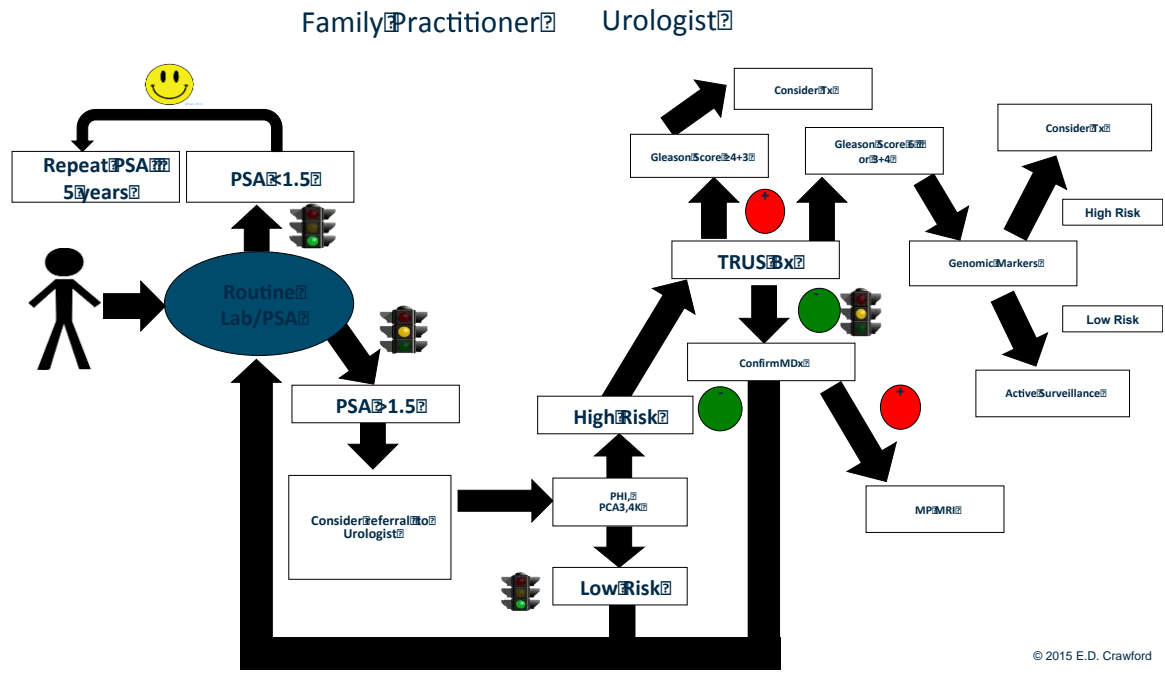 Family Practitioner
Urologist
Consider Tx
Consider Tx
Gleason Score ≥4+3
Gleason Score 6
or 3+4
Repeat PSA
5 years
PSA <1.5
High Risk
TRUS Bx
Genomic Markers
Routine
Lab/PSA
+
-
Low Risk
ConfirmMDx
Active Surveillance
PSA >1.5
-
+
High Risk
PHI,
PCA3,4K
MP MRI
Consider referral to
Urologist
Low Risk
© 2015 E.D. Crawford